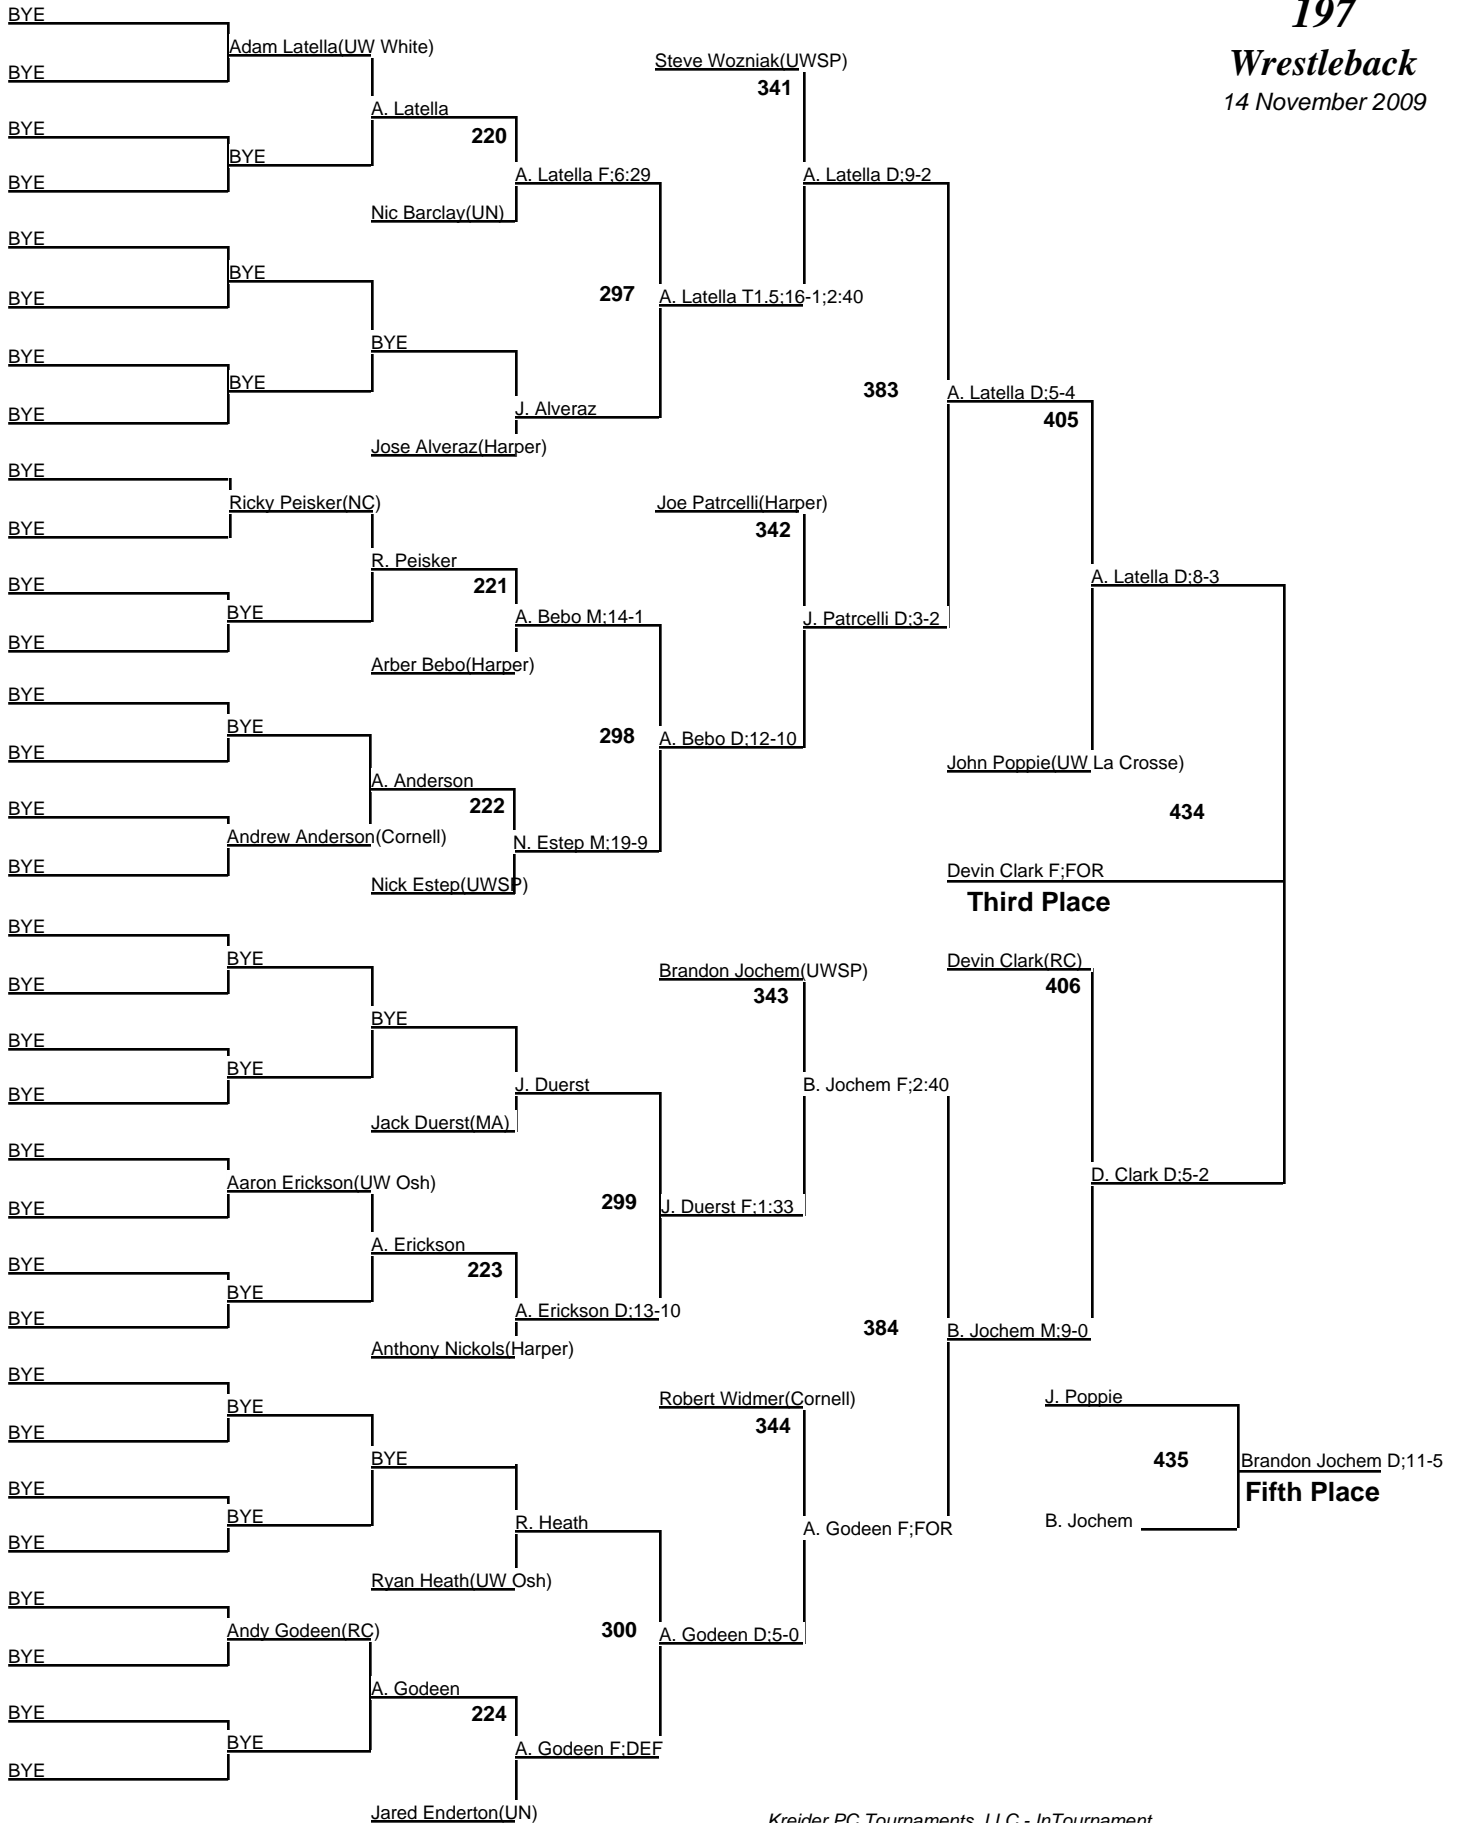 197
Wrestleback
14 November 2009
BYE
Adam Latella(UW White)
Steve Wozniak(UWSP)
BYE
341
A. Latella
BYE
220
BYE
A. Latella F;6:29
A. Latella D;9-2
BYE
Nic Barclay(UN)
BYE
BYE
297
A. Latella T1.5;16-1;2:40
BYE
BYE
BYE
BYE
383
A. Latella D;5-4
BYE
J. Alveraz
405
Jose Alveraz(Harper)
BYE
Ricky Peisker(NC)
Joe Patrcelli(Harper)
BYE
342
R. Peisker
A. Latella D;8-3
BYE
221
BYE
A. Bebo M;14-1
J. Patrcelli D;3-2
BYE
Arber Bebo(Harper)
BYE
BYE
298
A. Bebo D;12-10
BYE
John Poppie(UW La Crosse)
A. Anderson
BYE
222
434
Andrew Anderson(Cornell)
N. Estep M;19-9
BYE
Nick Estep(UWSP)
Devin Clark F;FOR
Third Place
BYE
BYE
Brandon Jochem(UWSP)
Devin Clark(RC)
BYE
343
406
BYE
BYE
BYE
J. Duerst
B. Jochem F;2:40
BYE
Jack Duerst(MA)
BYE
Aaron Erickson(UW Osh)
D. Clark D;5-2
BYE
299
J. Duerst F;1:33
A. Erickson
BYE
223
BYE
A. Erickson D;13-10
BYE
384
B. Jochem M;9-0
Anthony Nickols(Harper)
BYE
BYE
Robert Widmer(Cornell)
J. Poppie
BYE
344
BYE
435
Brandon Jochem D;11-5
BYE
Fifth Place
BYE
R. Heath
A. Godeen F;FOR
B. Jochem
BYE
Ryan Heath(UW Osh)
BYE
Andy Godeen(RC)
300
A. Godeen D;5-0
BYE
A. Godeen
BYE
224
BYE
A. Godeen F;DEF
BYE
Jared Enderton(UN)
Kreider PC Tournaments, LLC - InTournament